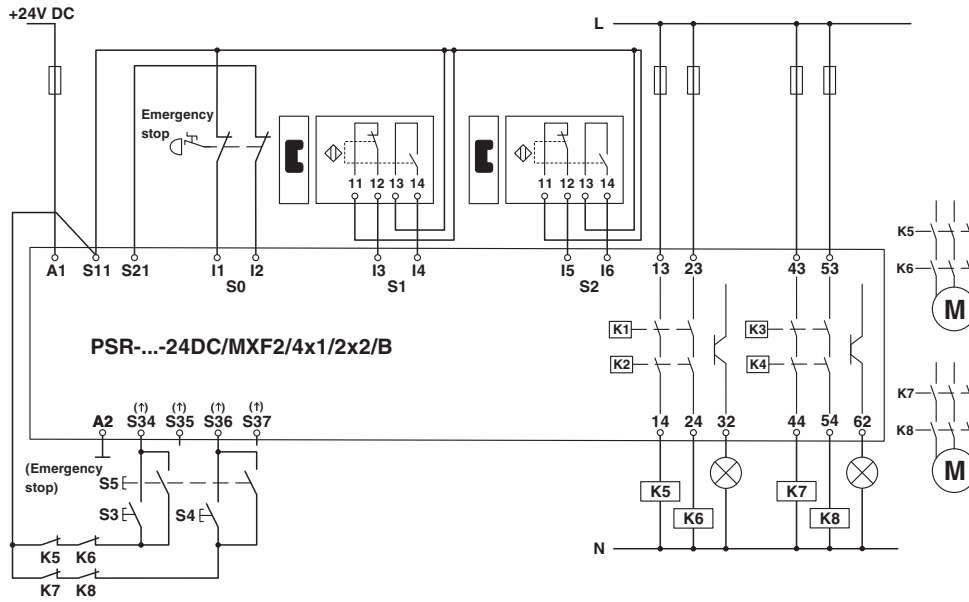 +24V DC
L
Emergency
stop
11 12 13 14
11 12 13 14
K5
K6
M
A1 S11 S21 I1 I2 I3 I4 I5 I6 13 23 43 53
S0 S1 S2
K1 K3
PSR-...-24DC/MXF2/4x1/2x2/B
K2 K4
K7
K8
M
(↑) (↑) (↑) (↑)
A2 S34 S35 S36 S37 14 24 32 44 54 62
(Emergency
stop)
S5
S3 S4
K5 K7
K6 K8
N
K5 K6
K7 K8